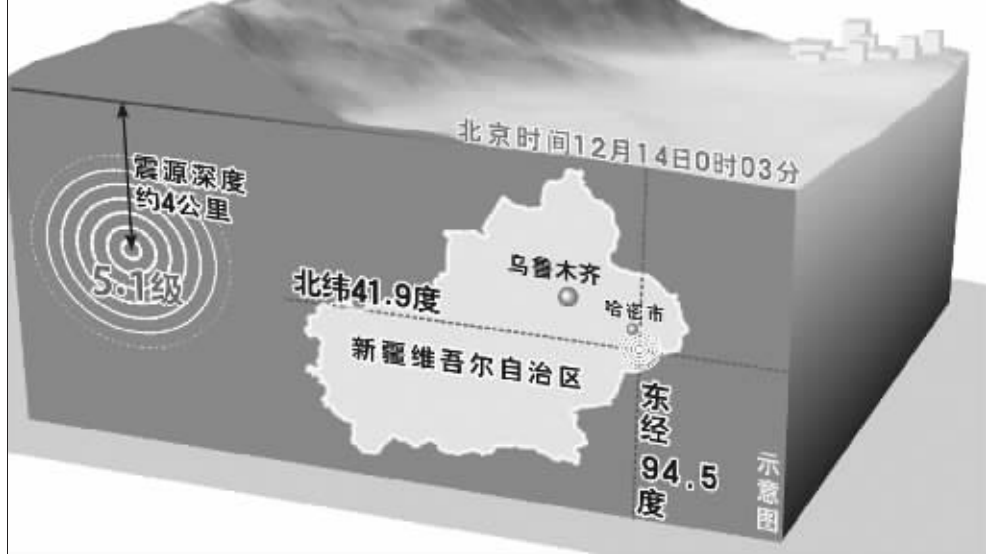 北京时间12月14日0时03分
震源深度
约4公里
5.1级
乌鲁木齐
北纬41.9度
哈密市
新疆维吾尔自治区
东
经
94.5
度
示
意
图